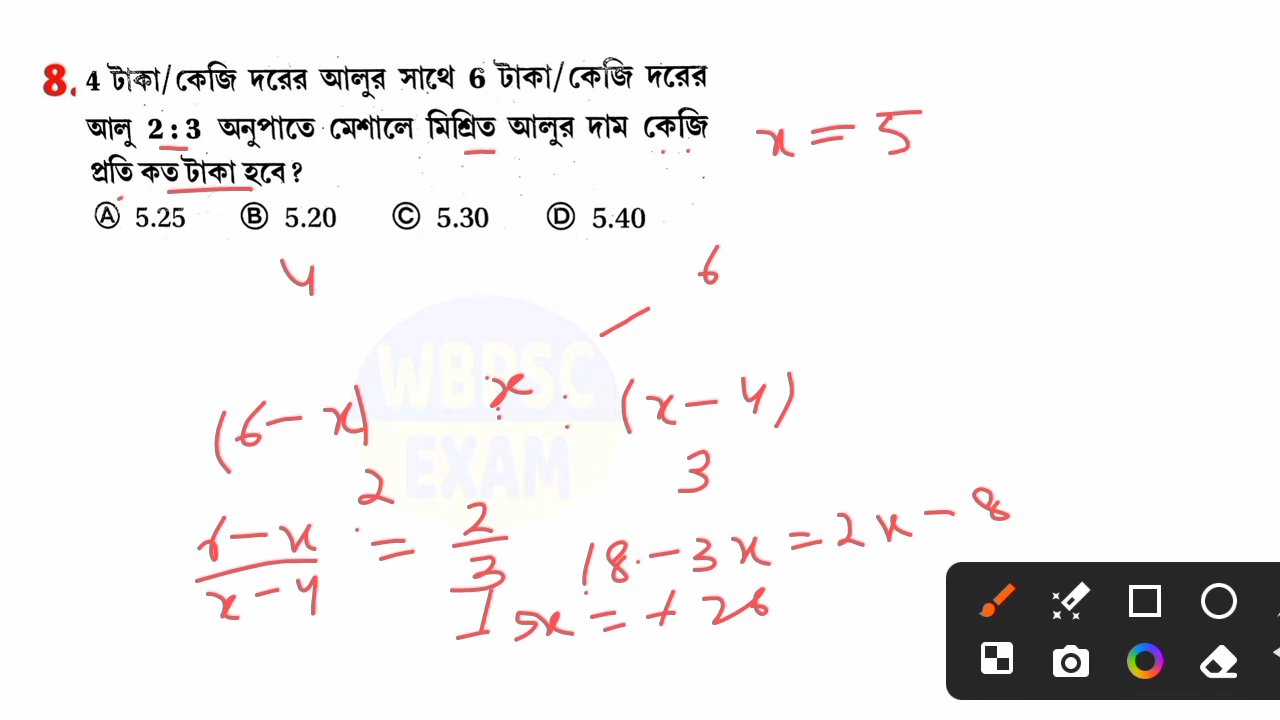 8. 4 টাকা/কেজি দরের আলুর সাথে 6 টাকা/কেজি দরের
আলু 2 : 3 অনুপাতে মেশালে মিশ্রিত আলুর দাম কেজি
প্রতি কত টাকা হবে?
Ⓐ 5.25 Ⓑ 5.20 Ⓒ 5.30 Ⓓ 5.40
x = 5
4 6
x
(6 - x) (x - 4)
WBPSC
EXAM
2 3
6 - x / x - 4 = 2 / 3
18 - 3x = 2x - 8
5x = + 26